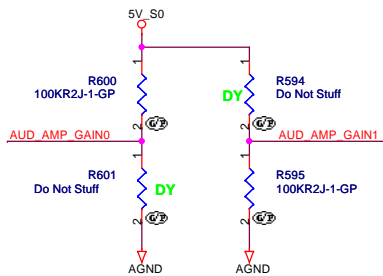 5V_S0
1
1
R600
100KR2J-1-GP
R594
Do Not Stuff
DY
2
G/P
2
G/P
AUD_AMP_GAIN0
AUD_AMP_GAIN1
1
1
R601
Do Not Stuff
DY
R595
100KR2J-1-GP
2
G/P
2
G/P
AGND
AGND